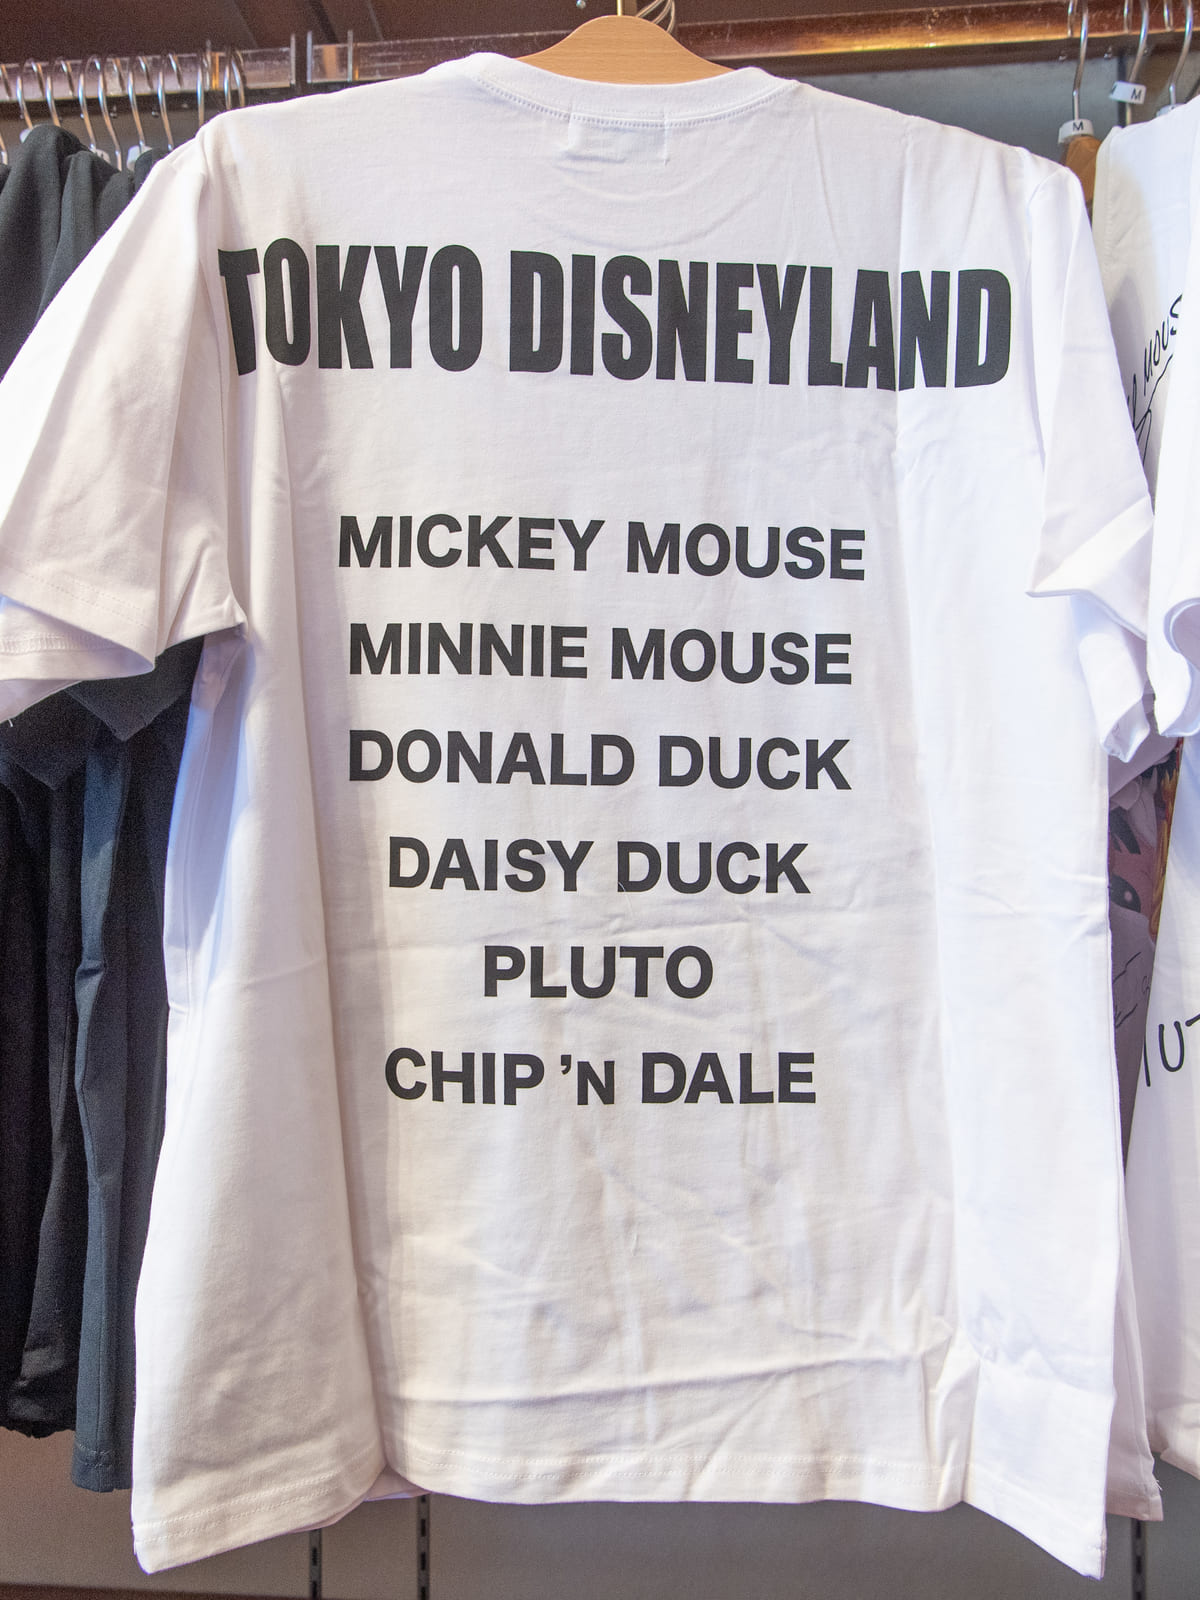 TOKYO DISNEYLAND
MICKEY MOUSE
MINNIE MOUSE
DONALD DUCK
DAISY DUCK
PLUTO
CHIP 'N DALE
M
M